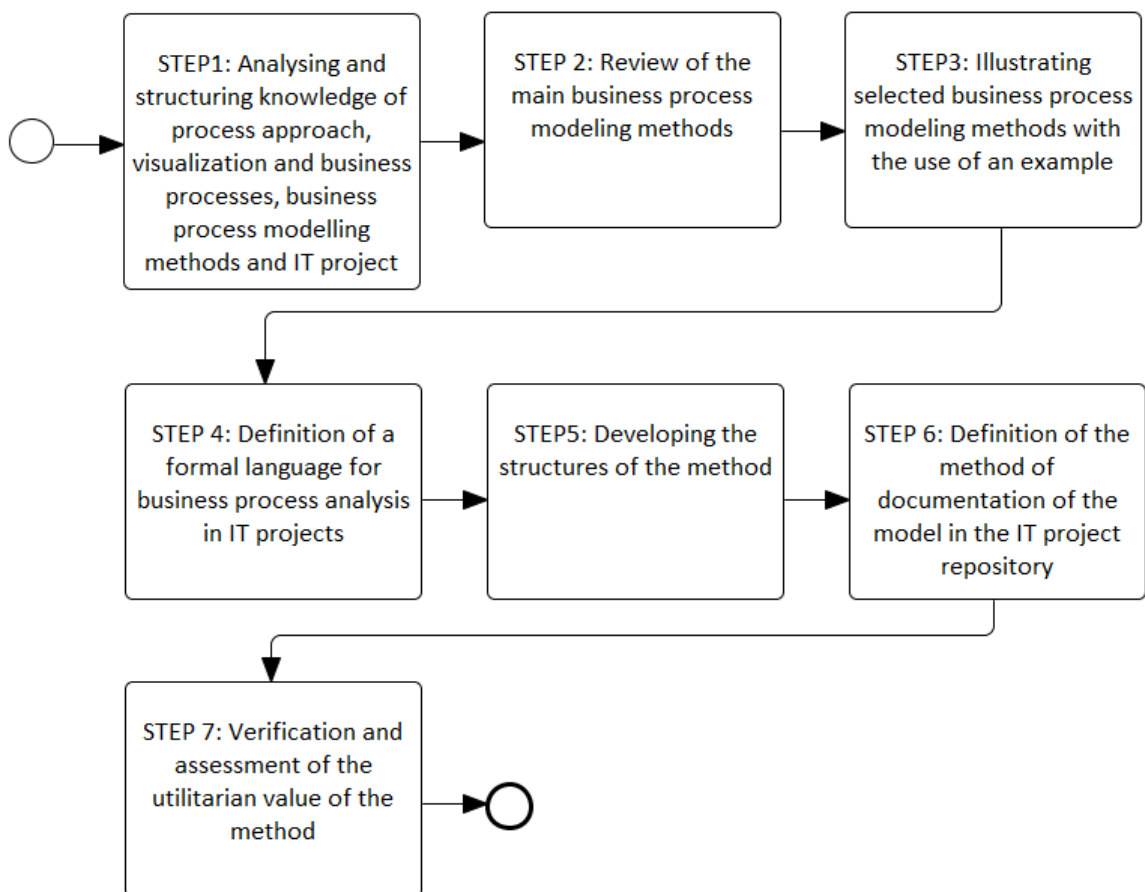 STEP1: Analysing and
structuring knowledge of
process approach,
visualization and business
processes, business
process modelling
methods and IT project
STEP 2: Review of the
main business process
modeling methods
STEP3: Illustrating
selected business process
modeling methods with
the use of an example
STEP 4: Definition of a
formal language for
business process analysis
in IT projects
STEP5: Developing the
structures of the method
STEP 6: Definition of the
method of
documentation of the
model in the IT project
repository
STEP 7: Verification and
assessment of the
utilitarian value of the
method